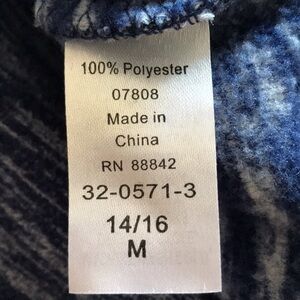 100% Polyester
07808
Made in
China
RN 88842
32-0571-3
14/16
M